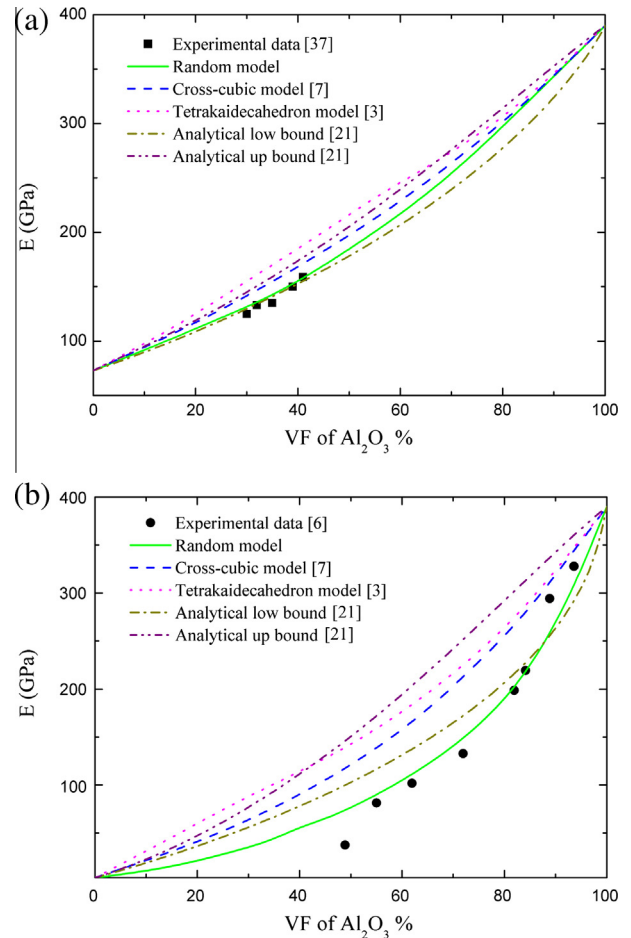 (a)
400
300
200
100
E (GPa)
Experimental data [37]
Random model
Cross-cubic model [7]
Tetrakaidecahedron model [3]
Analytical low bound [21]
Analytical up bound [21]
0 20 40 60 80 100
VF of Al₂O₃ %
(b)
400
300
200
100
E (GPa)
Experimental data [6]
Random model
Cross-cubic model [7]
Tetrakaidecahedron model [3]
Analytical low bound [21]
Analytical up bound [21]
0 20 40 60 80 100
VF of Al₂O₃ %